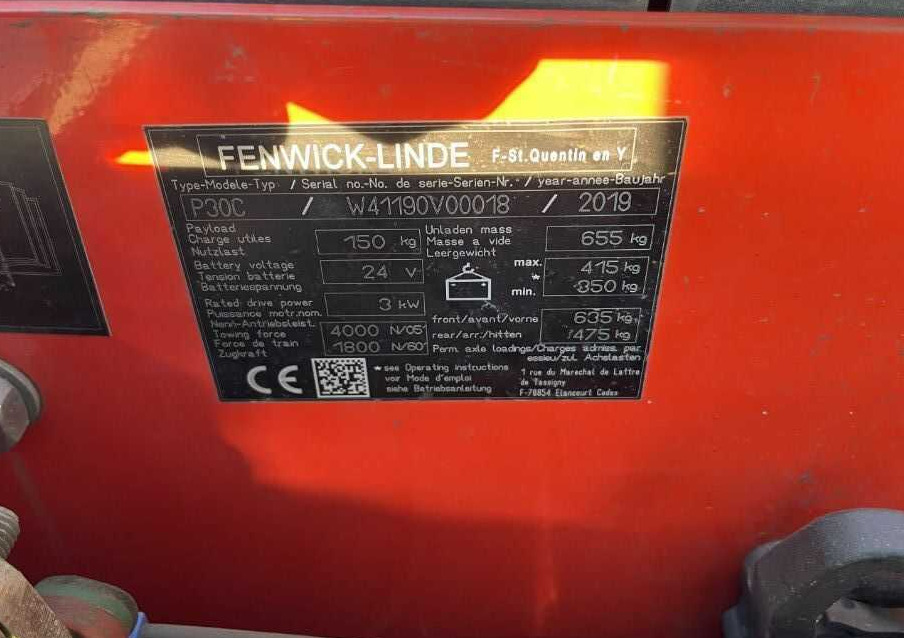 FENWICK-LINDE F-St.Quentin en Y
Type-Modele-Typ / Serial no.-No. de serie-Serien-Nr. / year-annee-Baujahr
P30C / W41190V00018 / 2019
Payload
Charge utiles
Nutzlast
150 kg
Unladen mass
Masse a vide
Leergewicht
655 kg
Battery voltage
Tension batterie
Batteriespannung
24 V
max. 415 kg
*
min. 350 kg
Rated drive power
Puissance motr.nom.
Nenn-Antriebsleist.
3 kW
front/avant/vorne 635 kg
rear/arr./hitten 475 kg
Towing force
Force de train
Zugkraft
4000 N/05'
1800 N/60'
Perm. axle loadings/Charges admiss. par
essieu/zul. Achslasten
CE
* see Operating instructions
voir Mode d'emploi
siehe Betriebsanleitung
1 rue du Marechal de Lattre
de Tassigny
F-78854 Elancourt Cedex